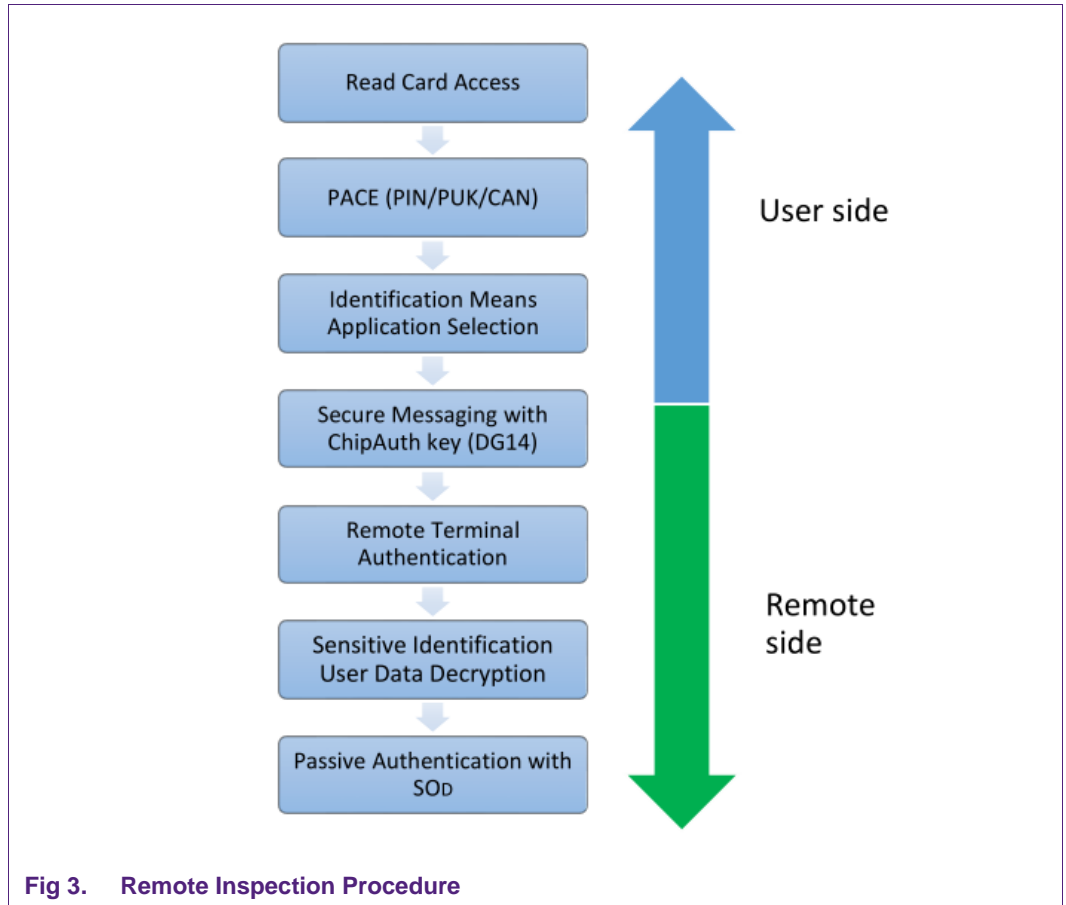 Read Card Access
PACE (PIN/PUK/CAN)
Identification Means
Application Selection
Secure Messaging with
ChipAuth key (DG14)
Remote Terminal
Authentication
Sensitive Identification
User Data Decryption
Passive Authentication with
SOD
User side
Remote
side
Fig 3. Remote Inspection Procedure